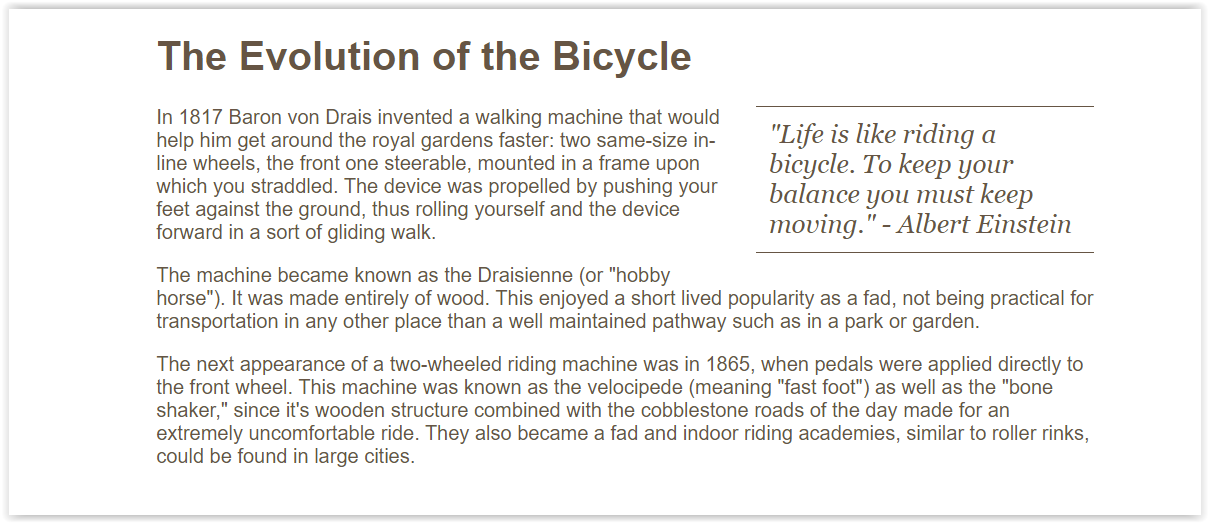 The Evolution of the Bicycle
In 1817 Baron von Drais invented a walking machine that would
help him get around the royal gardens faster: two same-size in-
line wheels, the front one steerable, mounted in a frame upon
which you straddled. The device was propelled by pushing your
feet against the ground, thus rolling yourself and the device
forward in a sort of gliding walk.
"Life is like riding a
bicycle. To keep your
balance you must keep
moving." - Albert Einstein
The machine became known as the Draisienne (or "hobby
horse"). It was made entirely of wood. This enjoyed a short lived popularity as a fad, not being practical for
transportation in any other place than a well maintained pathway such as in a park or garden.
The next appearance of a two-wheeled riding machine was in 1865, when pedals were applied directly to
the front wheel. This machine was known as the velocipede (meaning "fast foot") as well as the "bone
shaker," since it's wooden structure combined with the cobblestone roads of the day made for an
extremely uncomfortable ride. They also became a fad and indoor riding academies, similar to roller rinks,
could be found in large cities.